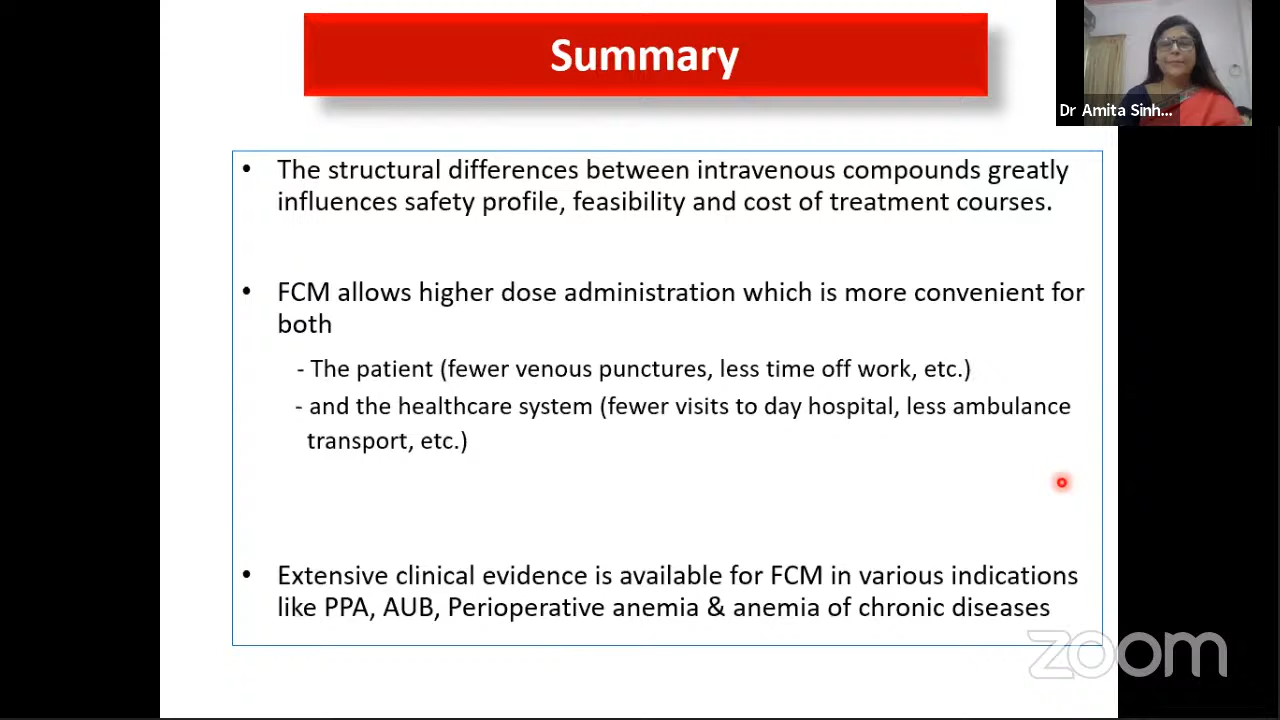 Summary
Dr Amita Sinh...
• The structural differences between intravenous compounds greatly
influences safety profile, feasibility and cost of treatment courses.
• FCM allows higher dose administration which is more convenient for
both
- The patient (fewer venous punctures, less time off work, etc.)
- and the healthcare system (fewer visits to day hospital, less ambulance
transport, etc.)
• Extensive clinical evidence is available for FCM in various indications
like PPA, AUB, Perioperative anemia & anemia of chronic diseases
zoom